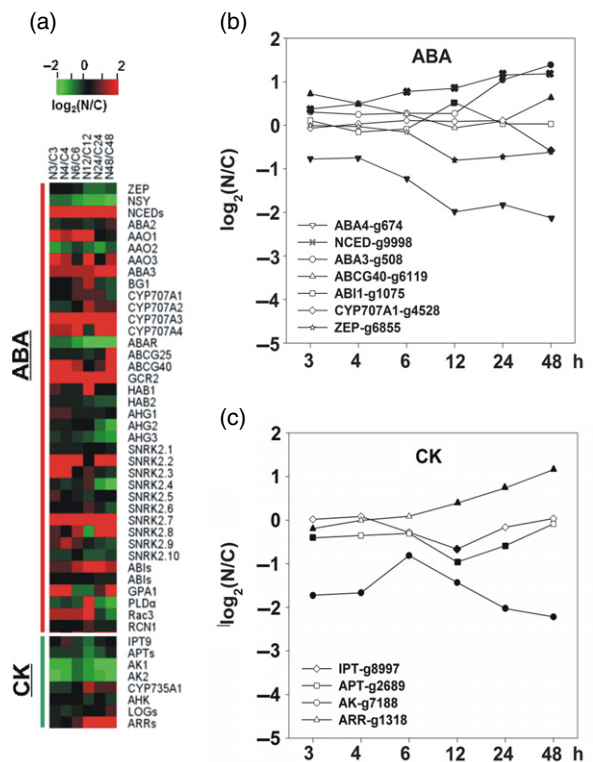 (a)
−2 0 2
log2(N/C)
N3/C3
N4/C4
N6/C6
N12/C12
N24/C24
N48/C48
ABA
ZEP
NSY
NCEDs
ABA2
AAO1
AAO2
AAO3
ABA3
BG1
CYP707A1
CYP707A2
CYP707A3
CYP707A4
ABAR
ABCG25
ABCG40
GCR2
HAB1
HAB2
AHG1
AHG2
AHG3
SNRK2.1
SNRK2.2
SNRK2.3
SNRK2.4
SNRK2.5
SNRK2.6
SNRK2.7
SNRK2.8
SNRK2.9
SNRK2.10
ABIs
ABIs
GPA1
PLDα
Rac3
RCN1
CK
IPT9
APTs
AK1
AK2
CYP735A1
AHK
LOGs
ARRs
(b)
ABA
log2(N/C)
2
1
0
−1
−2
−3
−4
−5
ABA4-g674
NCED-g9998
ABA3-g508
ABCG40-g6119
ABI1-g1075
CYP707A1-g4528
ZEP-g6855
3 4 6 12 24 48 h
(c)
CK
log2(N/C)
2
1
0
−1
−2
−3
−4
−5
IPT-g8997
APT-g2689
AK-g7188
ARR-g1318
3 4 6 12 24 48 h